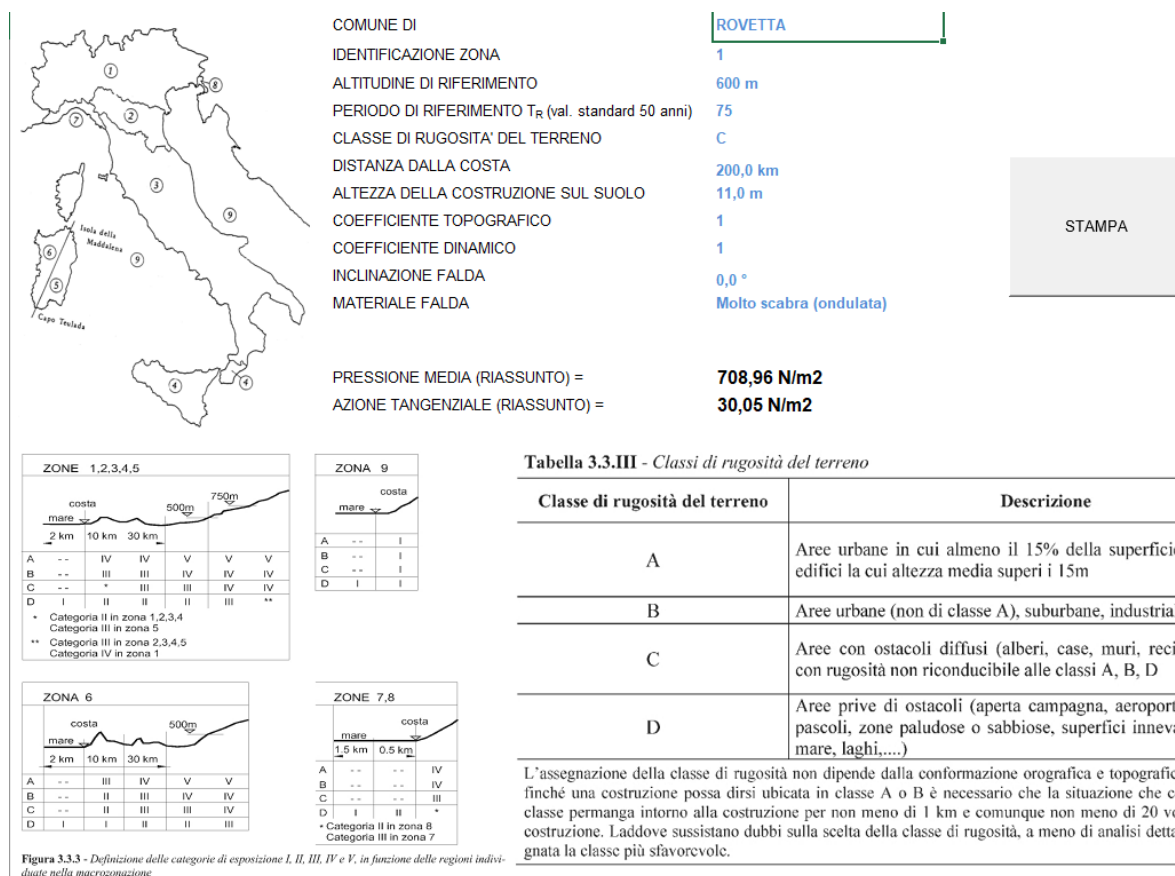 COMUNE DI ROVETTA
IDENTIFICAZIONE ZONA 1
ALTITUDINE DI RIFERIMENTO 600 m
PERIODO DI RIFERIMENTO TR (val. standard 50 anni) 75
CLASSE DI RUGOSITA' DEL TERRENO C
DISTANZA DALLA COSTA 200,0 km
ALTEZZA DELLA COSTRUZIONE SUL SUOLO 11,0 m
COEFFICIENTE TOPOGRAFICO 1
COEFFICIENTE DINAMICO 1
INCLINAZIONE FALDA 0,0 °
MATERIALE FALDA Molto scabra (ondulata)
STAMPA
1
8
2
7
3
9
Isola della
Maddalena
6
9
5
Capo Teulada
4
4
PRESSIONE MEDIA (RIASSUNTO) = 708,96 N/m2
AZIONE TANGENZIALE (RIASSUNTO) = 30,05 N/m2
ZONE 1,2,3,4,5
costa
mare
500m
750m
2 km 10 km 30 km
A -- IV IV V V V
B -- III III IV IV IV
C -- * III III IV IV
D I II II II III **
* Categoria II in zona 1,2,3,4
Categoria III in zona 5
** Categoria III in zona 2,3,4,5
Categoria IV in zona 1
ZONA 9
costa
mare
A -- I
B -- I
C -- I
D I I
ZONA 6
costa
mare
500m
2 km 10 km 30 km
A -- III IV V V
B -- II III IV IV
C -- II III III IV
D I I II II III
ZONE 7,8
costa
mare
1.5 km 0.5 km
A -- -- IV
B -- -- IV
C -- -- III
D I II *
* Categoria II in zona 8
Categoria III in zona 7
Figura 3.3.3 - Definizione delle categorie di esposizione I, II, III, IV e V, in funzione delle regioni indivi-
duate nella macrozonazione
Tabella 3.3.III - Classi di rugosità del terreno
Classe di rugosità del terreno Descrizione
A Aree urbane in cui almeno il 15% della superficie
edifici la cui altezza media superi i 15m
B Aree urbane (non di classe A), suburbane, industrial
C Aree con ostacoli diffusi (alberi, case, muri, reci
con rugosità non riconducibile alle classi A, B, D
D Aree prive di ostacoli (aperta campagna, aeroport
pascoli, zone paludose o sabbiose, superfici inneva
mare, laghi,....)
L'assegnazione della classe di rugosità non dipende dalla conformazione orografica e topografic
finché una costruzione possa dirsi ubicata in classe A o B è necessario che la situazione che c
classe permanga intorno alla costruzione per non meno di 1 km e comunque non meno di 20 vo
costruzione. Laddove sussistano dubbi sulla scelta della classe di rugosità, a meno di analisi detta
gnata la classe più sfavorevole.